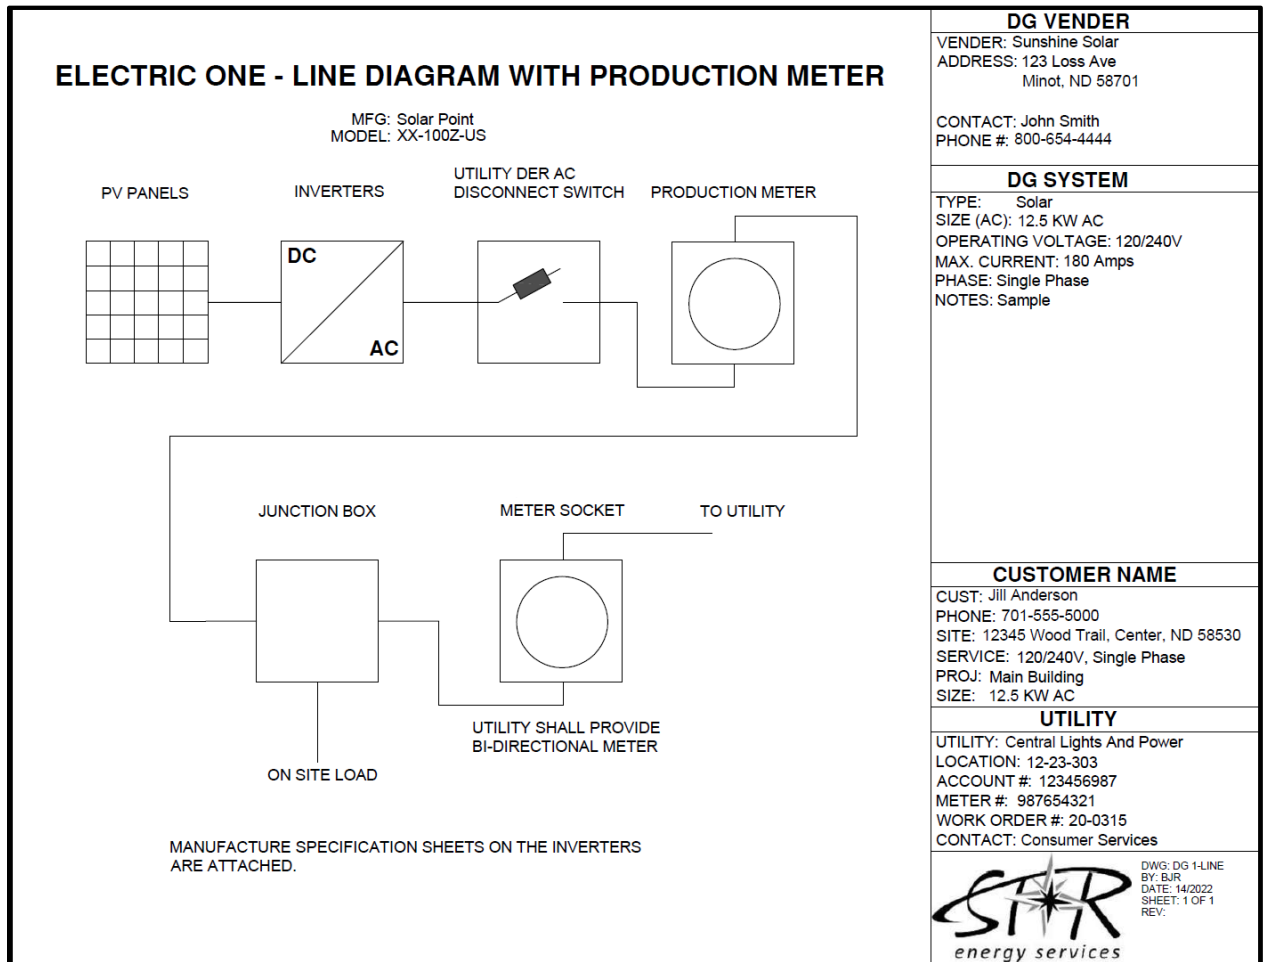 ELECTRIC ONE - LINE DIAGRAM WITH PRODUCTION METER
MFG: Solar Point
MODEL: XX-100Z-US
PV PANELS
INVERTERS
UTILITY DER AC
DISCONNECT SWITCH
PRODUCTION METER
DC
AC
JUNCTION BOX
METER SOCKET
TO UTILITY
UTILITY SHALL PROVIDE
BI-DIRECTIONAL METER
ON SITE LOAD
MANUFACTURE SPECIFICATION SHEETS ON THE INVERTERS
ARE ATTACHED.
DG VENDER
VENDER: Sunshine Solar
ADDRESS: 123 Loss Ave
Minot, ND 58701
CONTACT: John Smith
PHONE #: 800-654-4444
DG SYSTEM
TYPE: Solar
SIZE (AC): 12.5 KW AC
OPERATING VOLTAGE: 120/240V
MAX. CURRENT: 180 Amps
PHASE: Single Phase
NOTES: Sample
CUSTOMER NAME
CUST: Jill Anderson
PHONE: 701-555-5000
SITE: 12345 Wood Trail, Center, ND 58530
SERVICE: 120/240V, Single Phase
PROJ: Main Building
SIZE: 12.5 KW AC
UTILITY
UTILITY: Central Lights And Power
LOCATION: 12-23-303
ACCOUNT #: 123456987
METER #: 987654321
WORK ORDER #: 20-0315
CONTACT: Consumer Services
STAR
energy services
DWG: DG 1-LINE
BY: BJR
DATE: 14/2022
SHEET: 1 OF 1
REV: